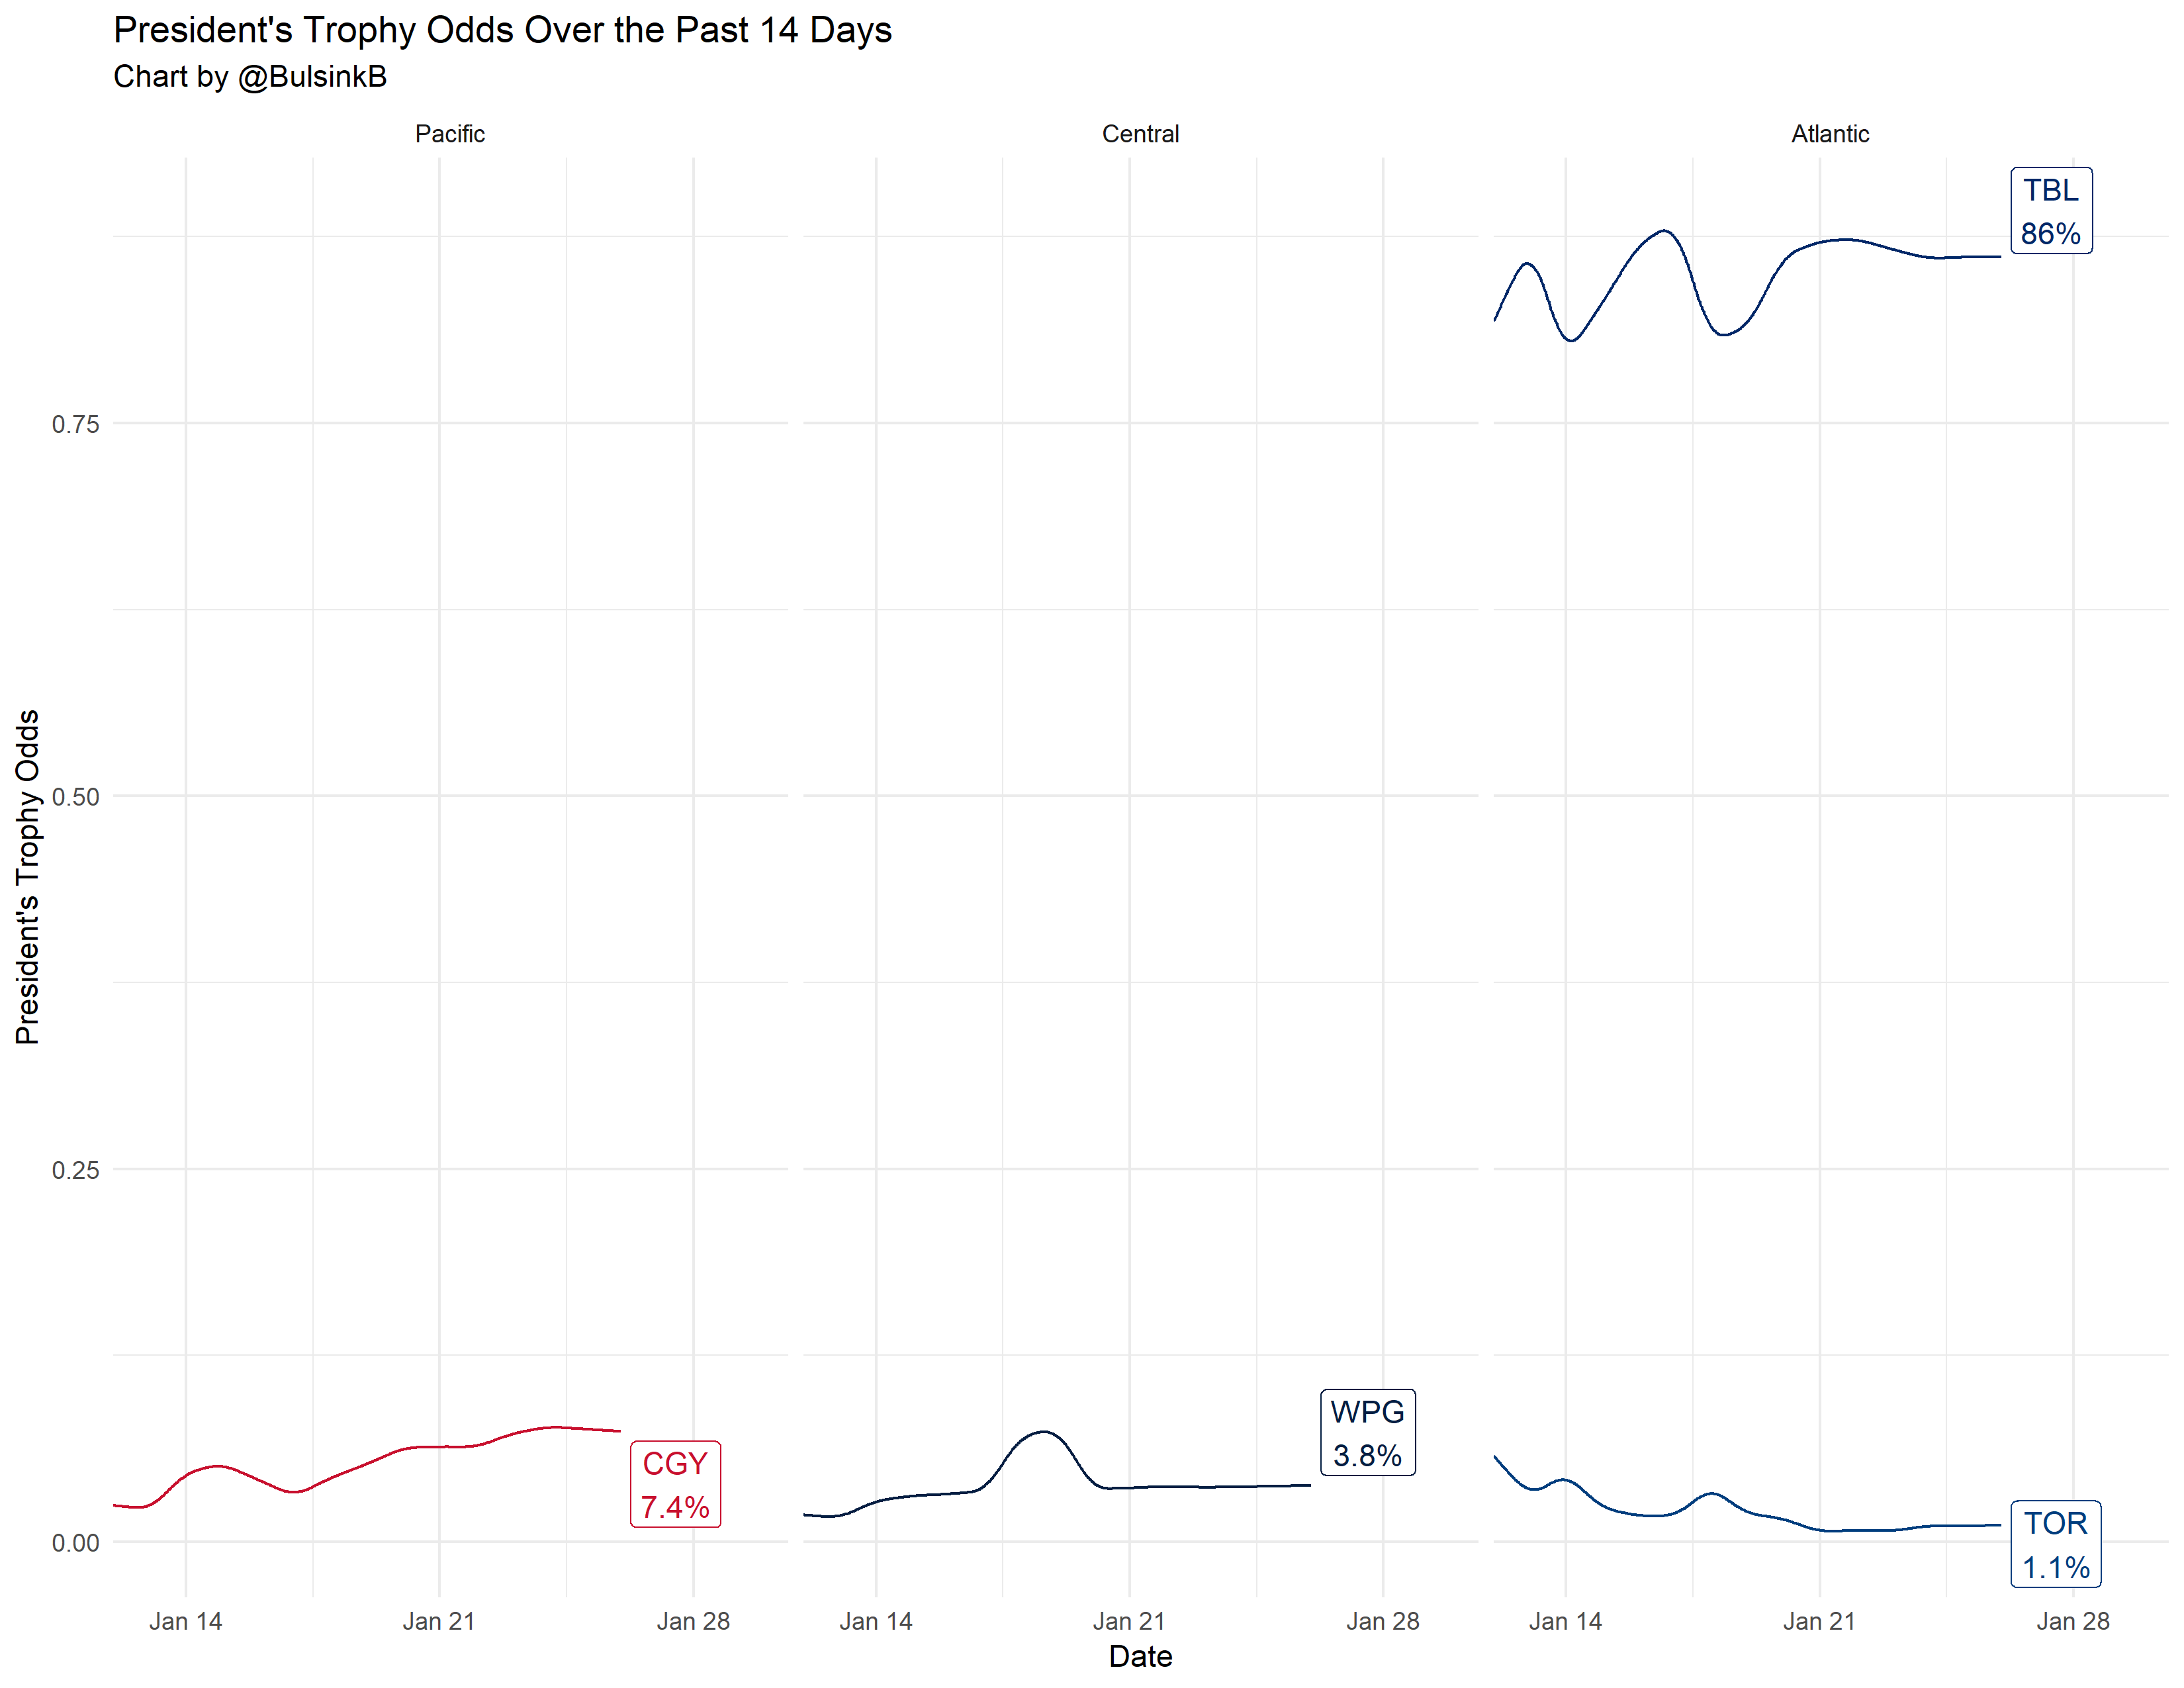 President's Trophy Odds Over the Past 14 Days
Chart by @BulsinkB
Pacific
Central
Atlantic
TBL
86%
0.75
President's Trophy Odds
0.50
0.25
WPG
3.8%
CGY
7.4%
TOR
1.1%
0.00
Jan 14
Jan 21
Jan 28
Jan 14
Jan 21
Jan 28
Jan 14
Jan 21
Jan 28
Date